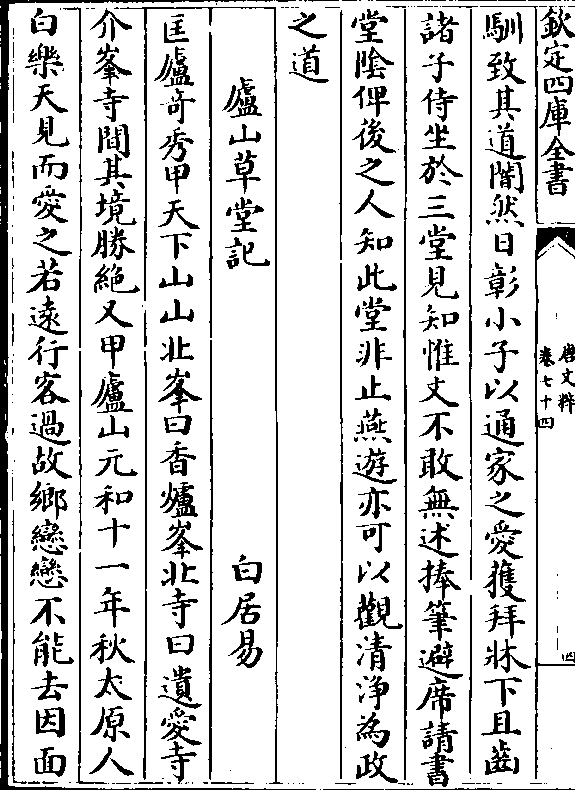 欽定四庫全書
唐文粹
卷七十四
四
馴致其道闇然日彰小子以通家之愛獲拜牀下且齒
諸子侍坐於三堂見知惟丈不敢無述捧筆避席請書
堂隂俾後之人知此堂非止燕遊亦可以觀清浄為政
之道
廬山草堂記
白居易
匡廬竒秀甲天下山山北峯曰香爐峯北寺曰遺愛寺
介峯寺間其境勝絶又甲廬山元和十一年秋太原人
白樂天見而愛之若逺行客過故鄉戀戀不能去因面